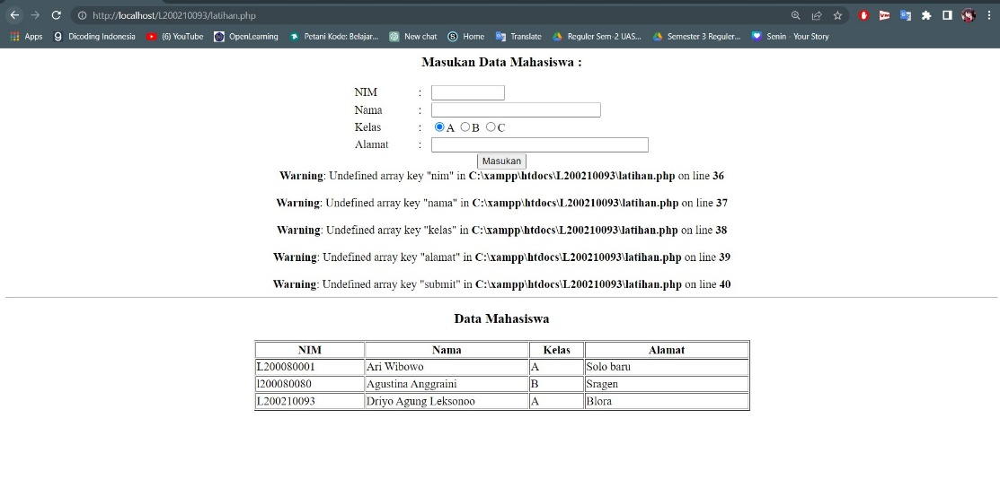 http://localhost/L200210093/latihan.php
Apps Dicoding Indonesia (6) YouTube OpenLearning Petani Kode: Belajar... New chat Home Translate Reguler Sem-2 UAS... Semester 3 Reguler... Senin - Your Story
Masukan Data Mahasiswa :
NIM :
Nama :
Kelas : A B C
Alamat :
Masukan
Warning: Undefined array key "nim" in C:\xampp\htdocs\L200210093\latihan.php on line 36
Warning: Undefined array key "nama" in C:\xampp\htdocs\L200210093\latihan.php on line 37
Warning: Undefined array key "kelas" in C:\xampp\htdocs\L200210093\latihan.php on line 38
Warning: Undefined array key "alamat" in C:\xampp\htdocs\L200210093\latihan.php on line 39
Warning: Undefined array key "submit" in C:\xampp\htdocs\L200210093\latihan.php on line 40
Data Mahasiswa
NIM Nama Kelas Alamat
L200080001 Ari Wibowo A Solo baru
l200080080 Agustina Anggraini B Sragen
L200210093 Driyo Agung Leksonoo A Blora